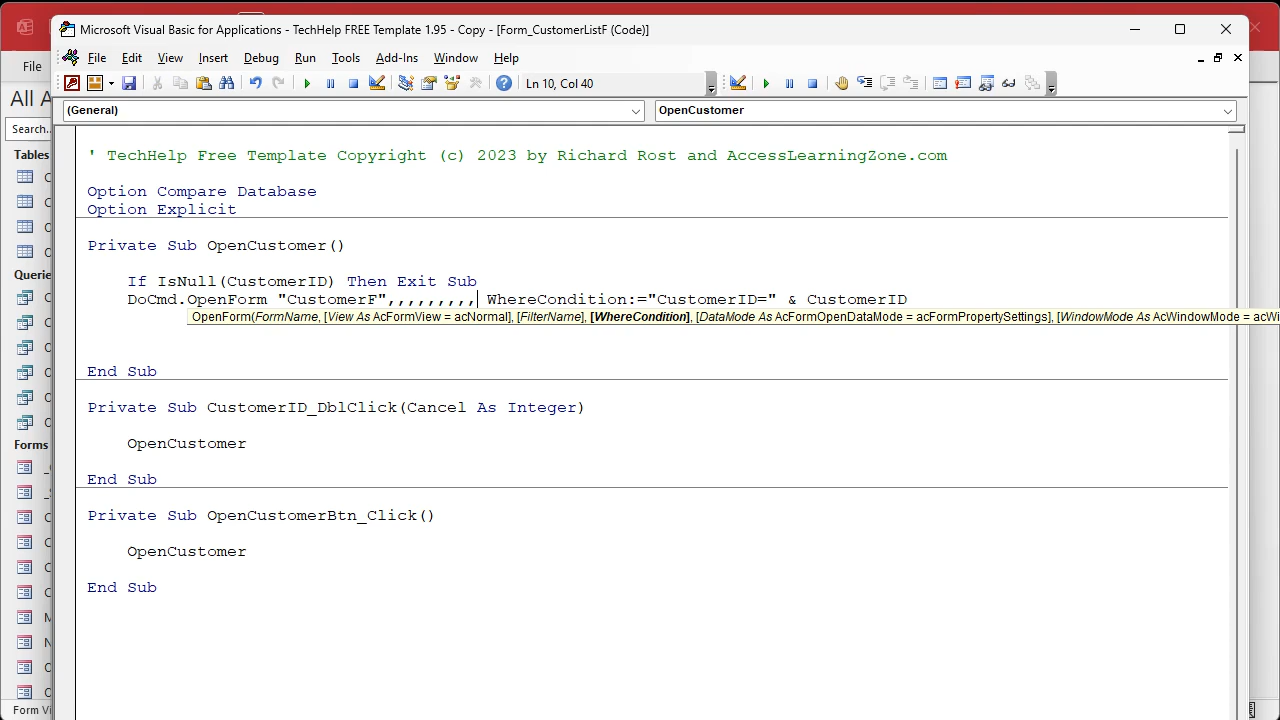 Microsoft Visual Basic for Applications - TechHelp FREE Template 1.95 - Copy - [Form_CustomerListF (Code)]
File
File Edit View Insert Debug Run Tools Add-Ins Window Help
Ln 10, Col 40
All A
(General)
OpenCustomer
Search..
Tables
C
C
O
O
Querie
C
C
C
C
C
O
Forms
C
C
C
C
M
N
O
O
Form Vi
' TechHelp Free Template Copyright (c) 2023 by Richard Rost and AccessLearningZone.com
Option Compare Database
Option Explicit
Private Sub OpenCustomer()
If IsNull(CustomerID) Then Exit Sub
DoCmd.OpenForm "CustomerF",,,,,,,,, WhereCondition:="CustomerID=" & CustomerID
OpenForm(FormName, [View As AcFormView = acNormal], [FilterName], [WhereCondition], [DataMode As AcFormOpenDataMode = acFormPropertySettings], [WindowMode As AcWindowMode = acWi
End Sub
Private Sub CustomerID_DblClick(Cancel As Integer)
OpenCustomer
End Sub
Private Sub OpenCustomerBtn_Click()
OpenCustomer
End Sub